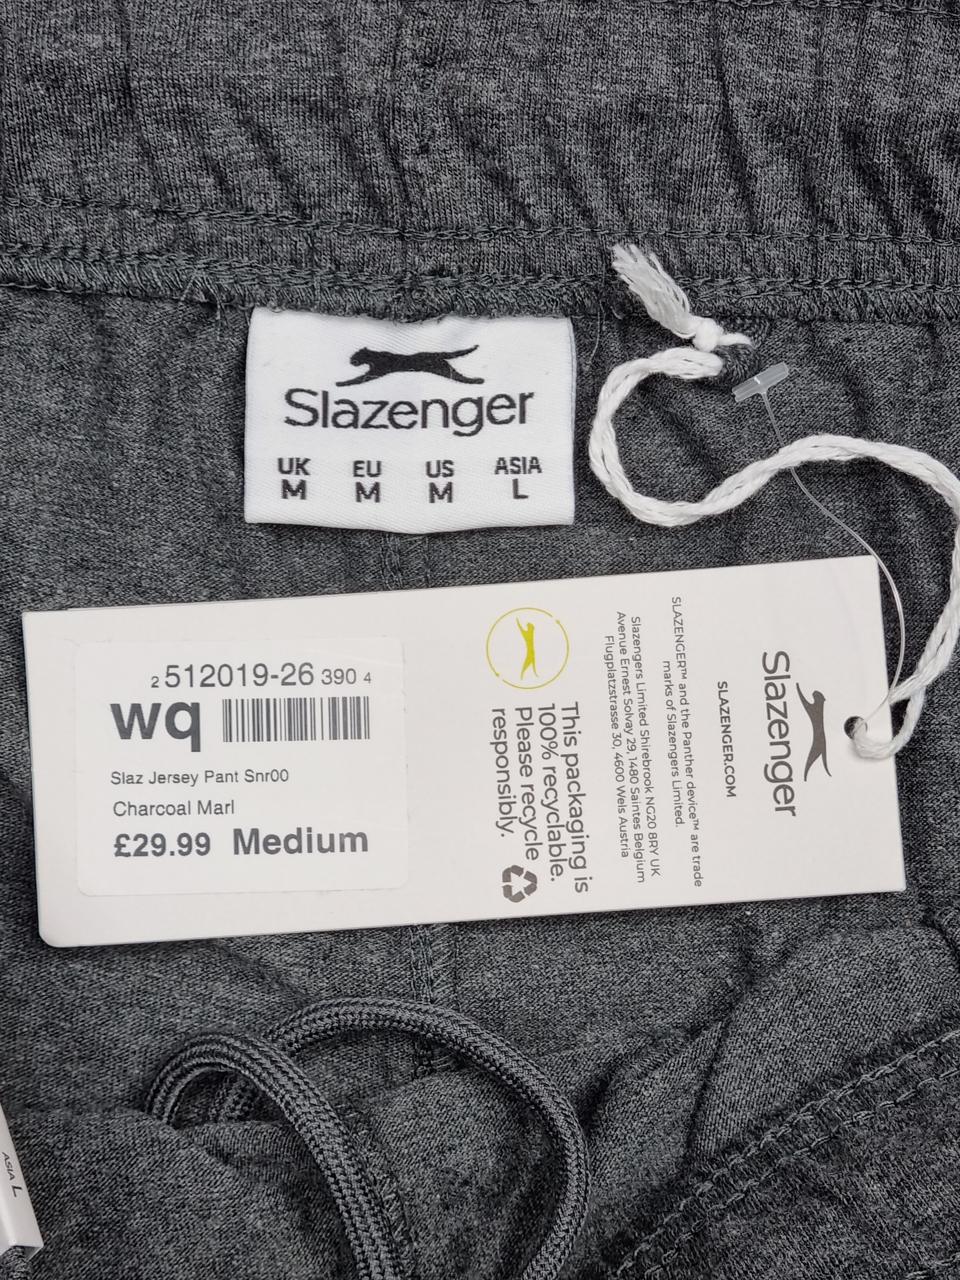 Slazenger
UK EU US ASIA
M M M L
2 512019-26 390 4
wq
Slaz Jersey Pant Snr00
Charcoal Marl
£29.99 Medium
Slazenger
SLAZENGER.COM
SLAZENGER™ and the Panther device™ are trade
marks of Slazengers Limited.
Slazengers Limited Shirebrook NG20 8RY UK
Avenue Ernest Solvay 29, 1480 Saintes Belgium
Flugplatzstrasse 30, 4600 Wels Austria
This packaging is
100% recyclable.
Please recycle
responsibly.
ASIA L